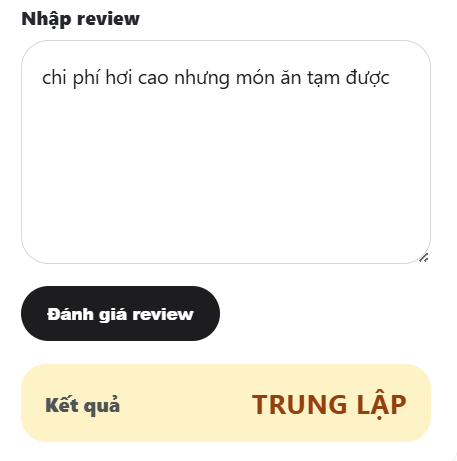 Nhập review
chi phí hơi cao nhưng món ăn tạm được
Đánh giá review
Kết quả
TRUNG LẬP